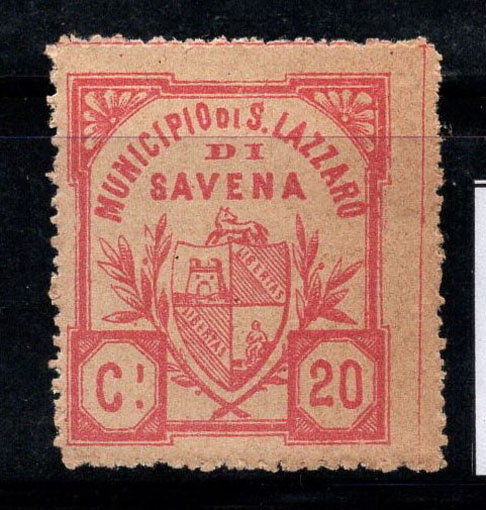 MUNICIPIO DI S. LAZZARO
DI
SAVENA
LIBERTAS
LIBERTAS
C.! 20